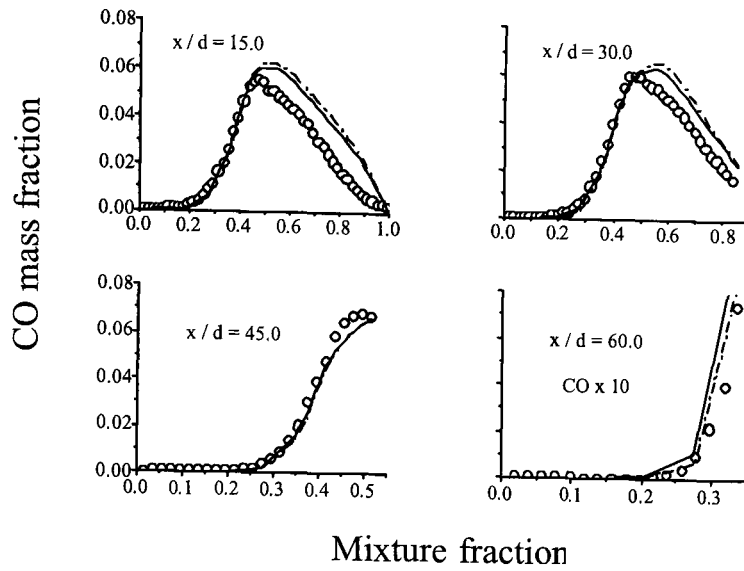 CO mass fraction
x / d = 15.0
0.08
0.06
0.04
0.02
0.00
0.0 0.2 0.4 0.6 0.8 1.0
x / d = 30.0
0.0 0.2 0.4 0.6 0.8
x / d = 45.0
0.08
0.06
0.04
0.02
0.00
0.0 0.1 0.2 0.3 0.4 0.5
x / d = 60.0
CO x 10
0.0 0.1 0.2 0.3
Mixture fraction